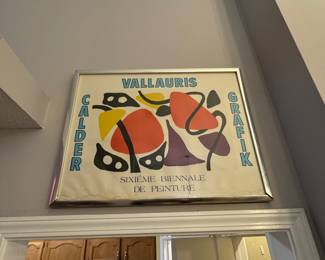 VALLAURIS
CALDER
GRAFIK
SIXIÈME BIENNALE
DE PEINTURE